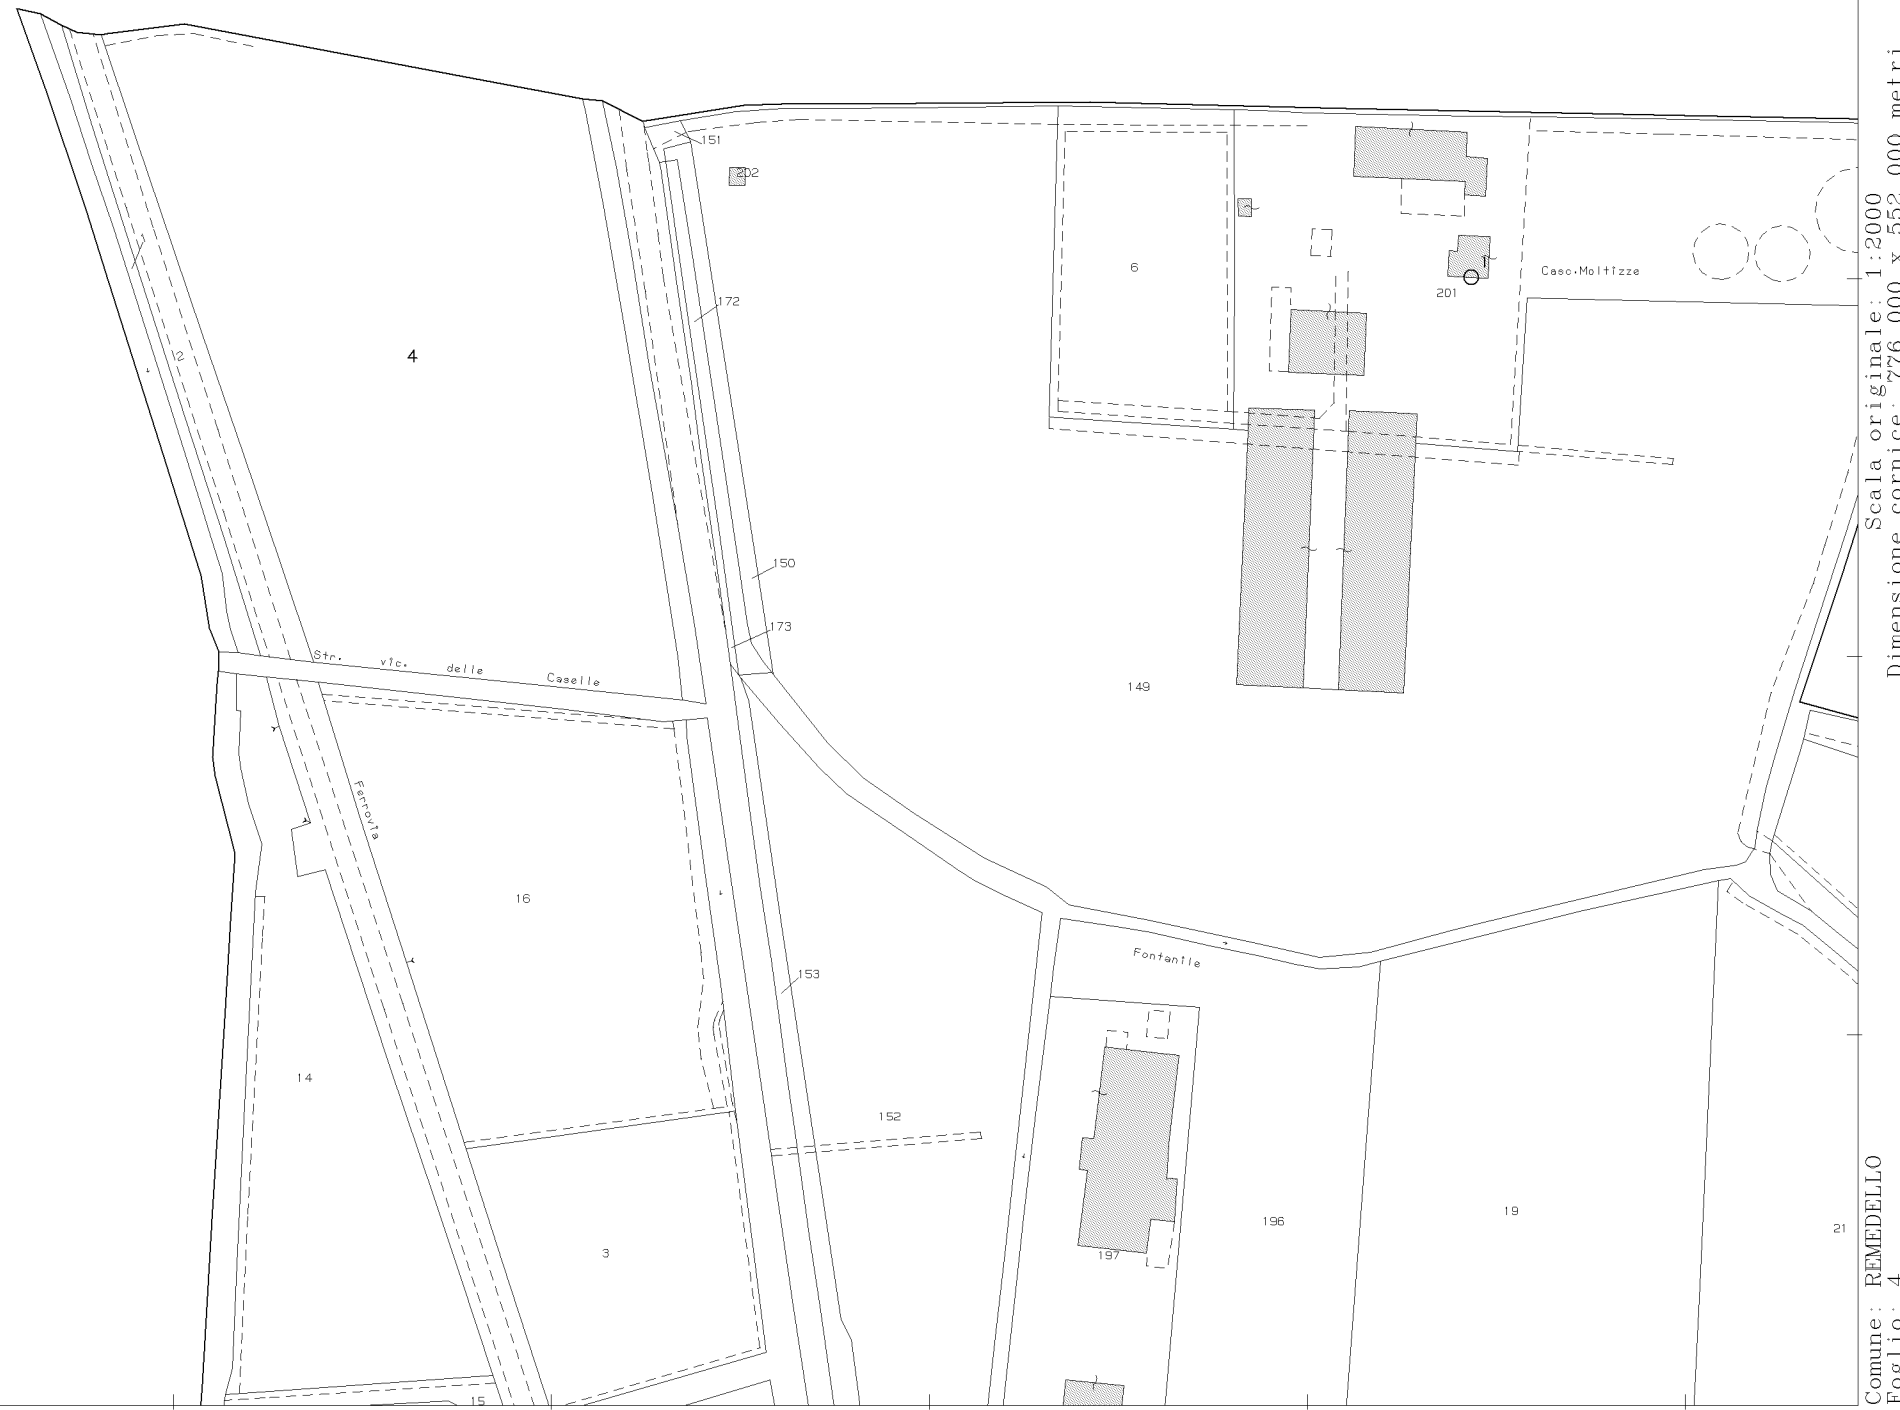 151
202
6
Casc.Moltizze
1
201
172
2
4
150
173
Str. vic. delle Caselle
149
Ferrovia
16
153
Fontanile
14
152
196
19
21
3
197
15
Scala originale: 1:2000
Dimensione cornice: 776.000 x 552.000 metri
Comune : REMEDELLO
Foglio : 4